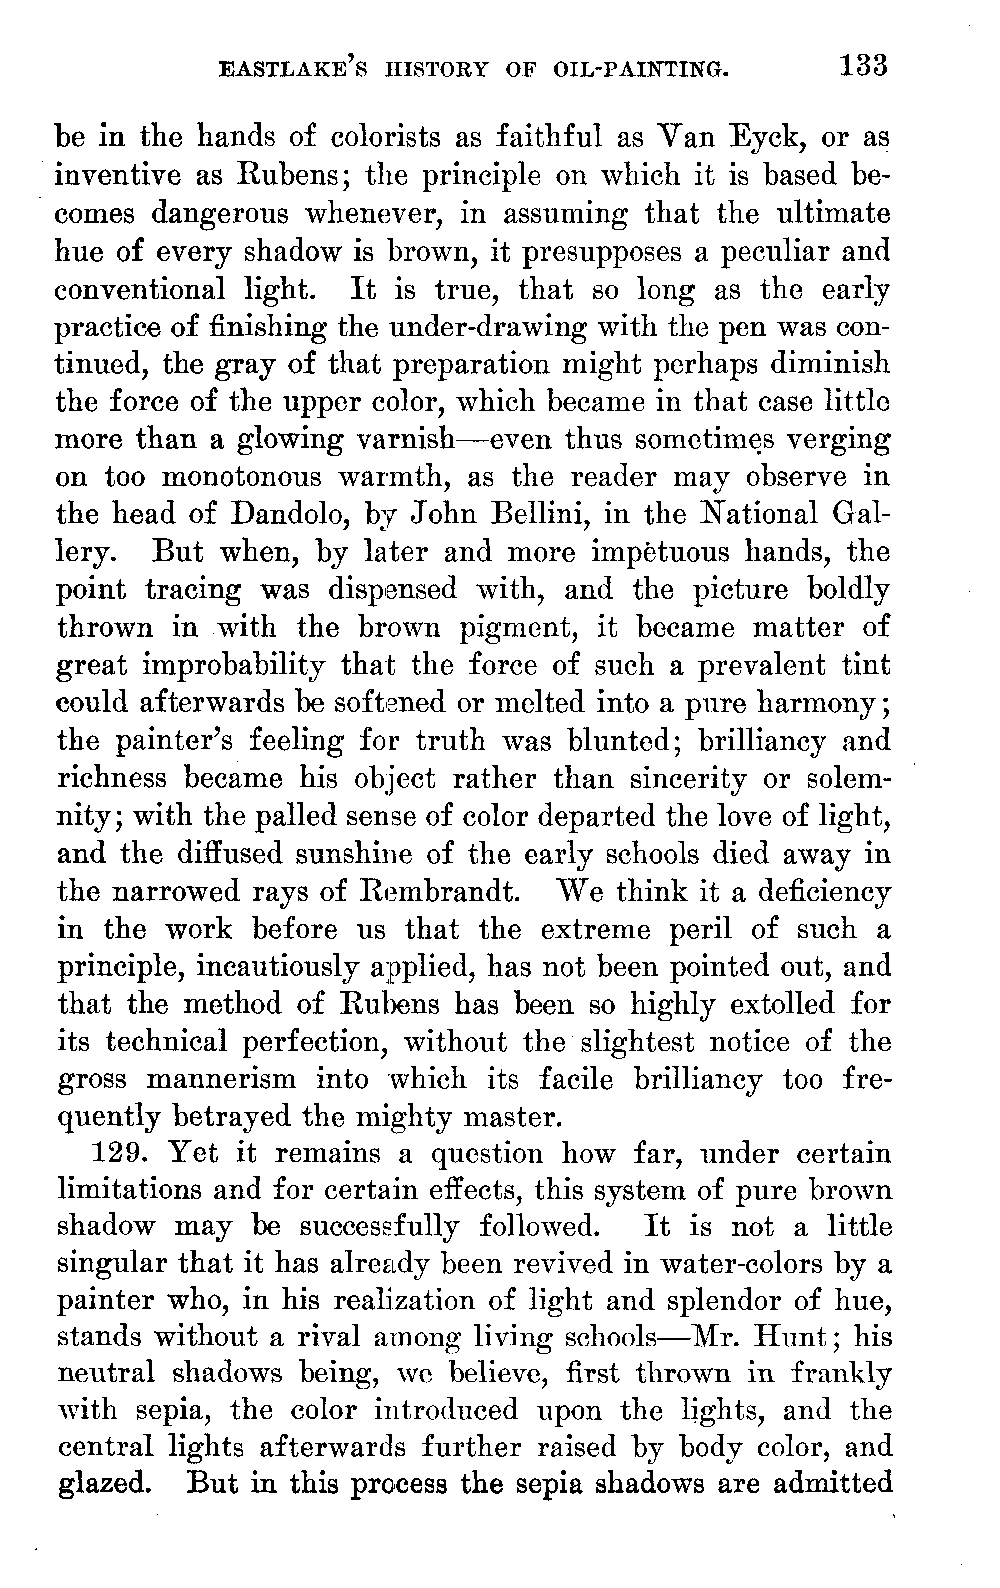 EASTLAKE'S HISTORY OF OIL-PAINTING. 133
be in the hands of colorists as faithful as Van Eyck, or as
inventive as Rubens; the principle on which it is based be-
comes dangerous whenever, in assuming that the ultimate
hue of every shadow is brown, it presupposes a peculiar and
conventional light. It is true, that so long as the early
practice of finishing the under-drawing with the pen was con-
tinued, the gray of that preparation might perhaps diminish
the force of the upper color, which became in that case little
more than a glowing varnish—even thus sometimes verging
on too monotonous warmth, as the reader may observe in
the head of Dandolo, by John Bellini, in the National Gal-
lery. But when, by later and more impetuous hands, the
point tracing was dispensed with, and the picture boldly
thrown in with the brown pigment, it became matter of
great improbability that the force of such a prevalent tint
could afterwards be softened or melted into a pure harmony;
the painter's feeling for truth was blunted; brilliancy and
richness became his object rather than sincerity or solem-
nity; with the palled sense of color departed the love of light,
and the diffused sunshine of the early schools died away in
the narrowed rays of Rembrandt. We think it a deficiency
in the work before us that the extreme peril of such a
principle, incautiously applied, has not been pointed out, and
that the method of Rubens has been so highly extolled for
its technical perfection, without the slightest notice of the
gross mannerism into which its facile brilliancy too fre-
quently betrayed the mighty master.
129. Yet it remains a question how far, under certain
limitations and for certain effects, this system of pure brown
shadow may be successfully followed. It is not a little
singular that it has already been revived in water-colors by a
painter who, in his realization of light and splendor of hue,
stands without a rival among living schools—Mr. Hunt; his
neutral shadows being, we believe, first thrown in frankly
with sepia, the color introduced upon the lights, and the
central lights afterwards further raised by body color, and
glazed. But in this process the sepia shadows are admitted